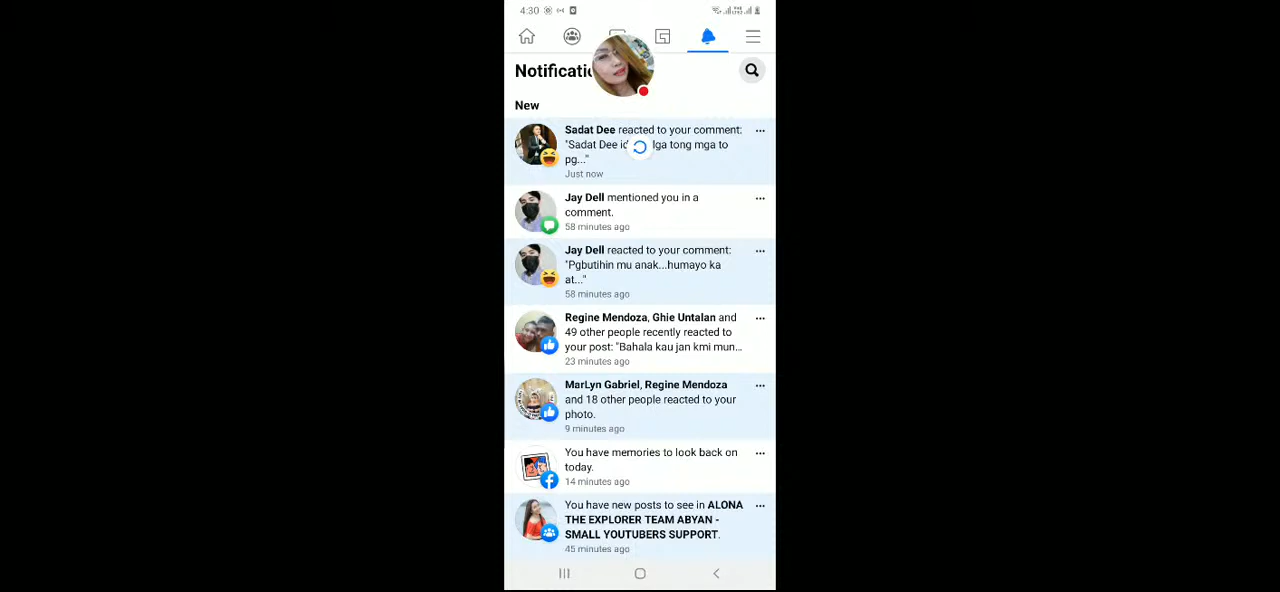 4:30
Notificatio
New
Sadat Dee reacted to your comment:
"Sadat Dee lga tong mga to
pg..."
Just now
Jay Dell mentioned you in a
comment.
58 minutes ago
Jay Dell reacted to your comment:
"Pgbutihin mu anak...humayo ka
at..."
58 minutes ago
Regine Mendoza, Ghie Untalan and
49 other people recently reacted to
your post: "Bahala kau jan kmi mun...
23 minutes ago
MarLyn Gabriel, Regine Mendoza
and 18 other people reacted to your
photo.
9 minutes ago
You have memories to look back on
today.
14 minutes ago
You have new posts to see in ALONA
THE EXPLORER TEAM ABYAN -
SMALL YOUTUBERS SUPPORT.
45 minutes ago